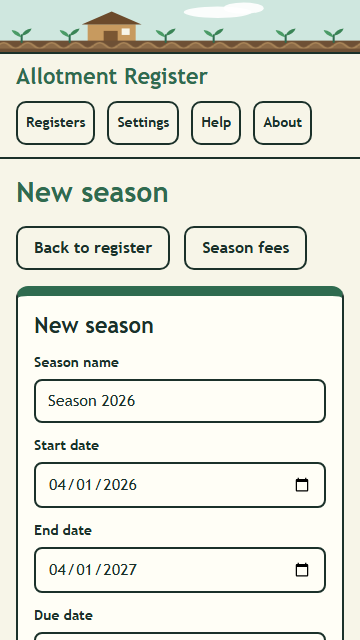 Allotment Register
Registers Settings Help About
New season
Back to register Season fees
New season
Season name
Season 2026
Start date
04/01/2026
End date
04/01/2027
Due date